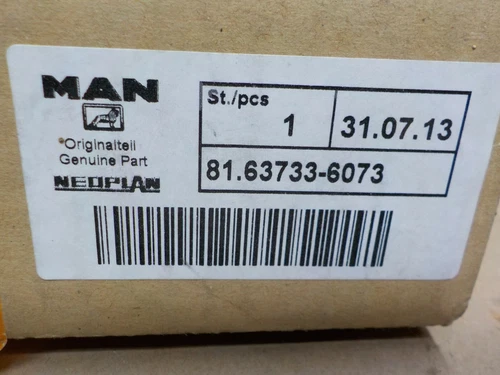 MAN
Originalteil
Genuine Part
NEOPLAN
St./pcs
1
31.07.13
81.63733-6073